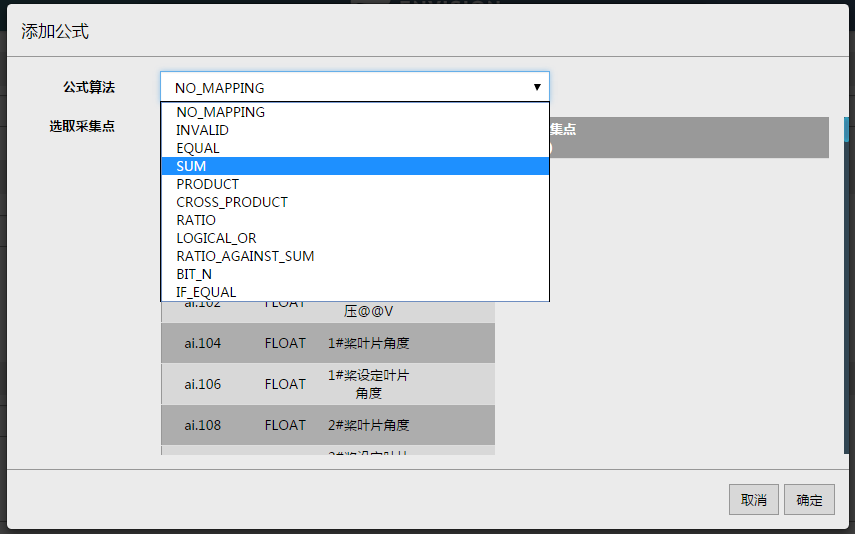 添加公式
公式算法
NO_MAPPING
NO_MAPPING
INVALID
EQUAL
SUM
PRODUCT
CROSS_PRODUCT
RATIO
LOGICAL_OR
RATIO_AGAINST_SUM
BIT_N
IF_EQUAL
选取采集点
集点
)
ai.102 FLOAT
压@@V
ai.104 FLOAT 1#桨叶片角度
ai.106 FLOAT 1#桨设定叶片
角度
ai.108 FLOAT 2#桨叶片角度
取消 确定